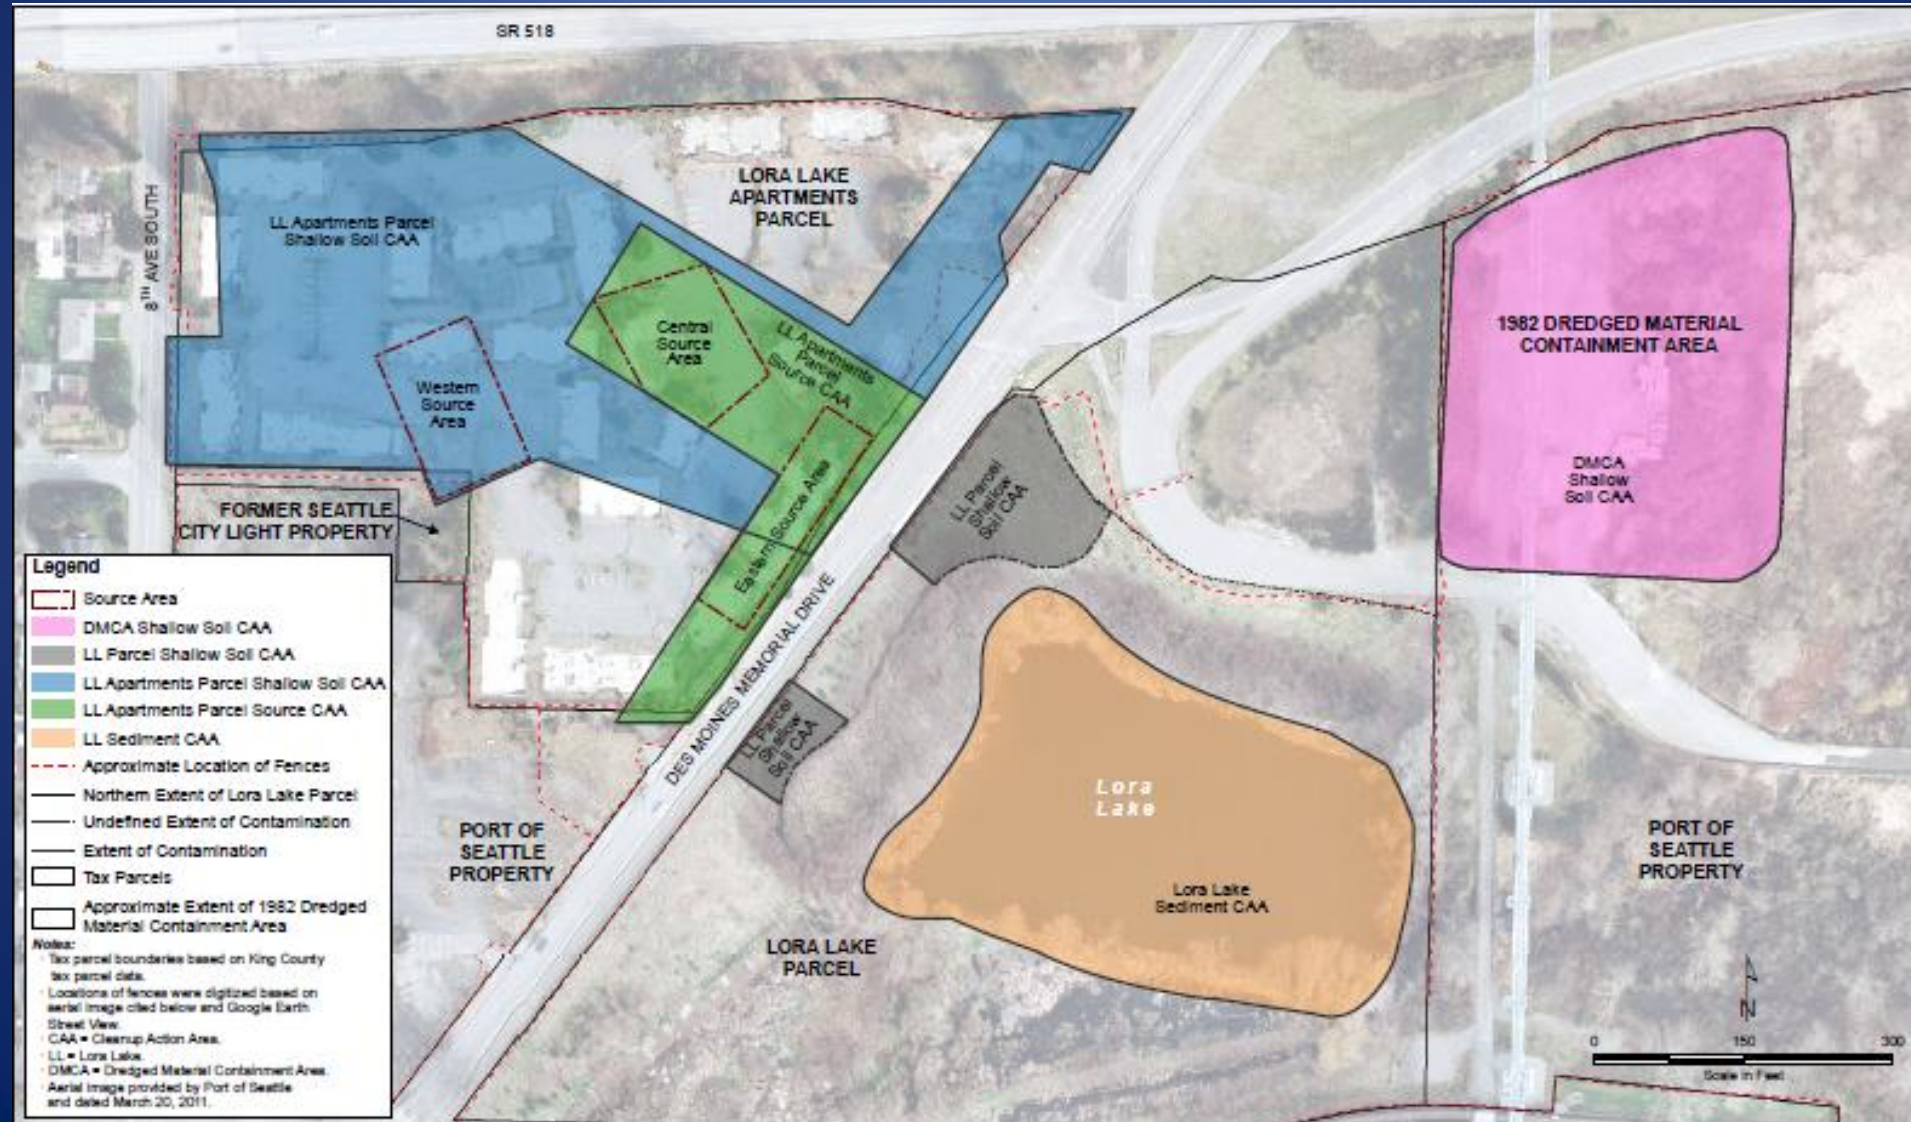 SR 518
8TH AVE SOUTH
LL Apartments Parcel
Shallow Soil CAA
LORA LAKE
APARTMENTS
PARCEL
Central
Source
Area
LL Apartments
Parcel
Source CAA
Western
Source
Area
Eastern Source Area
FORMER SEATTLE
CITY LIGHT PROPERTY
LL Parcel
Shallow
Soil CAA
1982 DREDGED MATERIAL
CONTAINMENT AREA
DMCA
Shallow
Soil CAA
DES MOINES MEMORIAL DRIVE
LL Parcel
Shallow
Soil CAA
Lora
Lake
Lora Lake
Sediment CAA
PORT OF
SEATTLE
PROPERTY
PORT OF
SEATTLE
PROPERTY
LORA LAKE
PARCEL
Legend
Source Area
DMCA Shallow Soil CAA
LL Parcel Shallow Soil CAA
LL Apartments Parcel Shallow Soil CAA
LL Apartments Parcel Source CAA
LL Sediment CAA
Approximate Location of Fences
Northern Extent of Lora Lake Parcel
Undefined Extent of Contamination
Extent of Contamination
Tax Parcels
Approximate Extent of 1982 Dredged
Material Containment Area
Notes:
· Tax parcel boundaries based on King County
tax parcel data.
· Locations of fences were digitized based on
aerial image cited below and Google Earth
Street View.
· CAA = Cleanup Action Area.
· LL = Lora Lake.
· DMCA = Dredged Material Containment Area.
· Aerial image provided by Port of Seattle
and dated March 20, 2011.
N
0 150 300
Scale in Feet